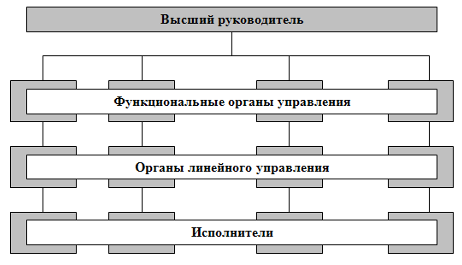 Высший руководитель
Функциональные органы управления
Органы линейного управления
Исполнители